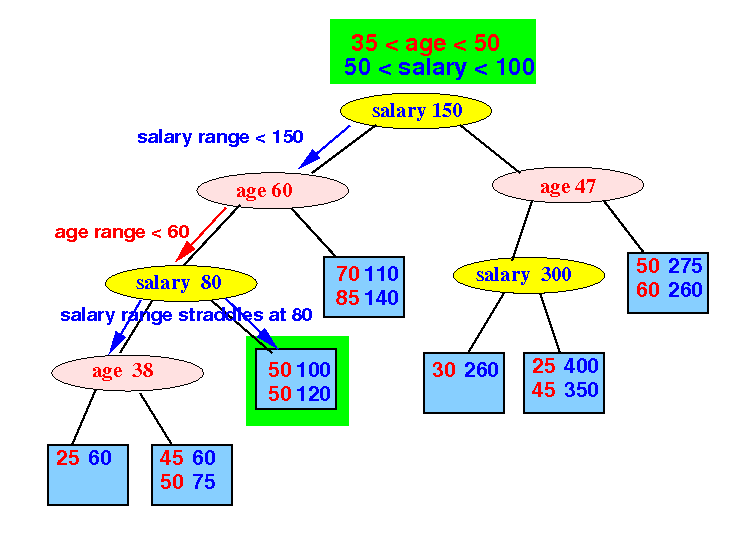 35 < age < 50
50 < salary < 100
salary 150
salary range < 150
age 60
age 47
age range < 60
salary 80
70 110
85 140
salary 300
50 275
60 260
salary range straddles at 80
age 38
50 100
50 120
30 260
25 400
45 350
25 60
45 60
50 75